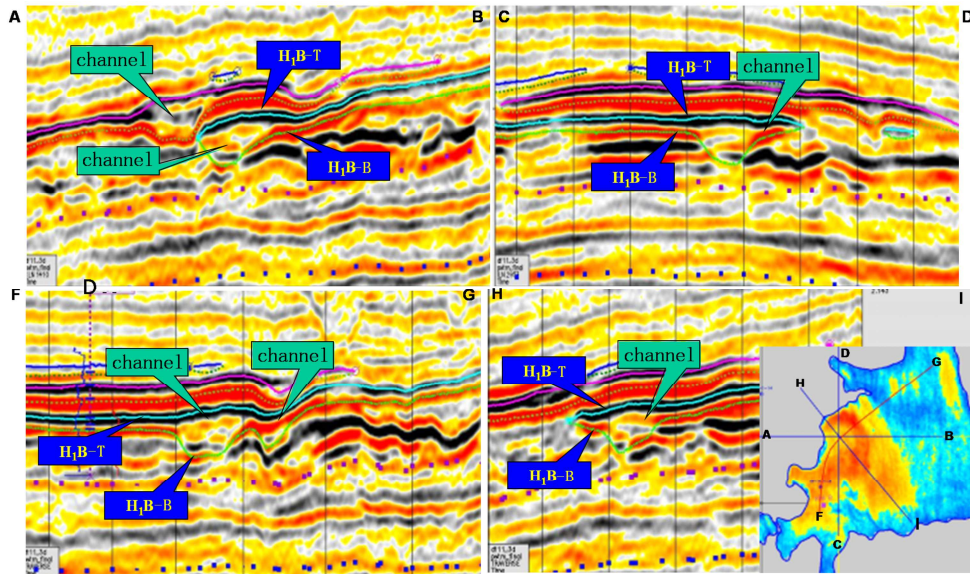 A
B
channel
H₁B-T
channel
H₁B-B
C
D
H₁B-T
channel
H₁B-B
F
D
G
channel
channel
H₁B-T
H₁B-B
H
I
H₁B-T
channel
H₁B-B
D
G
H
A
B
F
C
I